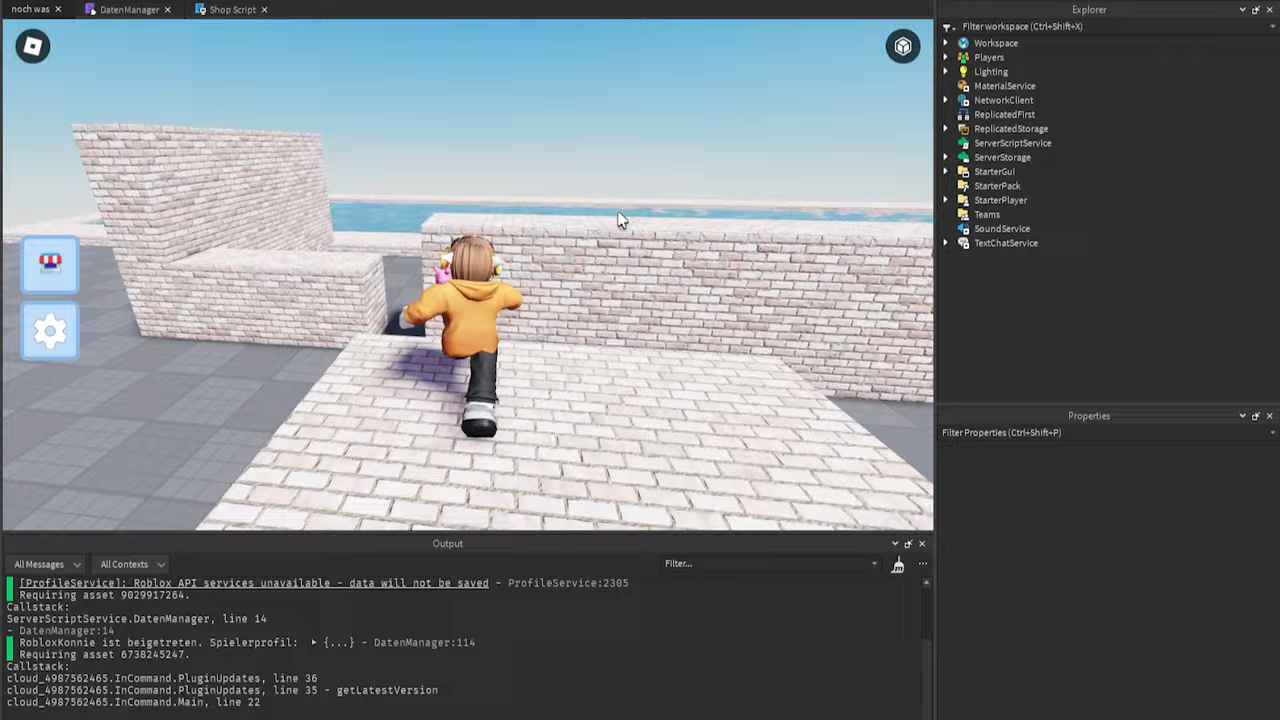 noch was
DatenManager
Shop Script
Explorer
Filter workspace (Ctrl+Shift+X)
Workspace
Players
Lighting
MaterialService
NetworkClient
ReplicatedFirst
ReplicatedStorage
ServerScriptService
ServerStorage
StarterGui
StarterPack
StarterPlayer
Teams
SoundService
TextChatService
Properties
Filter Properties (Ctrl+Shift+P)
Output
All Messages
All Contexts
Filter...
[ProfileService]: Roblox API services unavailable - data will not be saved - ProfileService:2305
Requiring asset 9029917264.
Callstack:
ServerScriptService.DatenManager, line 14
- DatenManager:14
RobloxKonnie ist beigetreten. Spielerprofil: ▶ {...} - DatenManager:114
Requiring asset 6738245247.
Callstack:
cloud_4987562465.InCommand.PluginUpdates, line 36
cloud_4987562465.InCommand.PluginUpdates, line 35 - getLatestVersion
cloud_4987562465.InCommand.Main, line 22